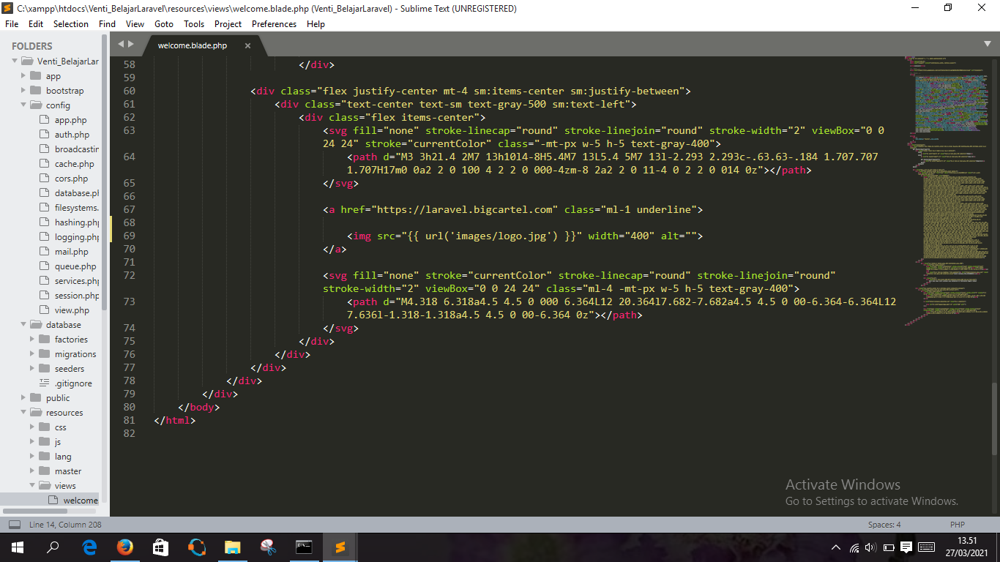 C:\xampp\htdocs\Venti_BelajarLaravel\resources\views\welcome.blade.php (Venti_BelajarLaravel) - Sublime Text (UNREGISTERED)
File Edit Selection Find View Goto Tools Project Preferences Help
FOLDERS
Venti_BelajarLar
app
bootstrap
config
app.php
auth.php
broadcastin
cache.php
cors.php
database.pl
filesystems.
hashing.php
logging.php
mail.php
queue.php
services.php
session.php
view.php
database
factories
migrations
seeders
.gitignore
public
resources
css
js
lang
master
views
welcome
welcome.blade.php
58 </div>
59
60 <div class="flex justify-center mt-4 sm:items-center sm:justify-between">
61 <div class="text-center text-sm text-gray-500 sm:text-left">
62 <div class="flex items-center">
63 <svg fill="none" stroke-linecap="round" stroke-linejoin="round" stroke-width="2" viewBox="0 0
24 24" stroke="currentColor" class="-mt-px w-5 h-5 text-gray-400">
64 <path d="M3 3h2l.4 2M7 13h10l4-8H5.4M7 13L5.4 5M7 13l-2.293 2.293c-.63.63-.184 1.707.707
1.707H17m0 0a2 2 0 100 4 2 2 0 000-4zm-8 2a2 2 0 11-4 0 2 2 0 014 0z"></path>
65 </svg>
66
67 <a href="https://laravel.bigcartel.com" class="ml-1 underline">
68
69 <img src="{{ url('images/logo.jpg') }}" width="400" alt="">
70 </a>
71
72 <svg fill="none" stroke="currentColor" stroke-linecap="round" stroke-linejoin="round"
stroke-width="2" viewBox="0 0 24 24" class="ml-4 -mt-px w-5 h-5 text-gray-400">
73 <path d="M4.318 6.318a4.5 4.5 0 000 6.364L12 20.364l7.682-7.682a4.5 4.5 0 00-6.364-6.364L12
7.636l-1.318-1.318a4.5 4.5 0 00-6.364 0z"></path>
74 </svg>
75 </div>
76 </div>
77 </div>
78 </div>
79 </div>
80 </body>
81 </html>
82
Activate Windows
Go to Settings to activate Windows.
Line 14, Column 208
Spaces: 4
PHP
13.51
27/03/2021